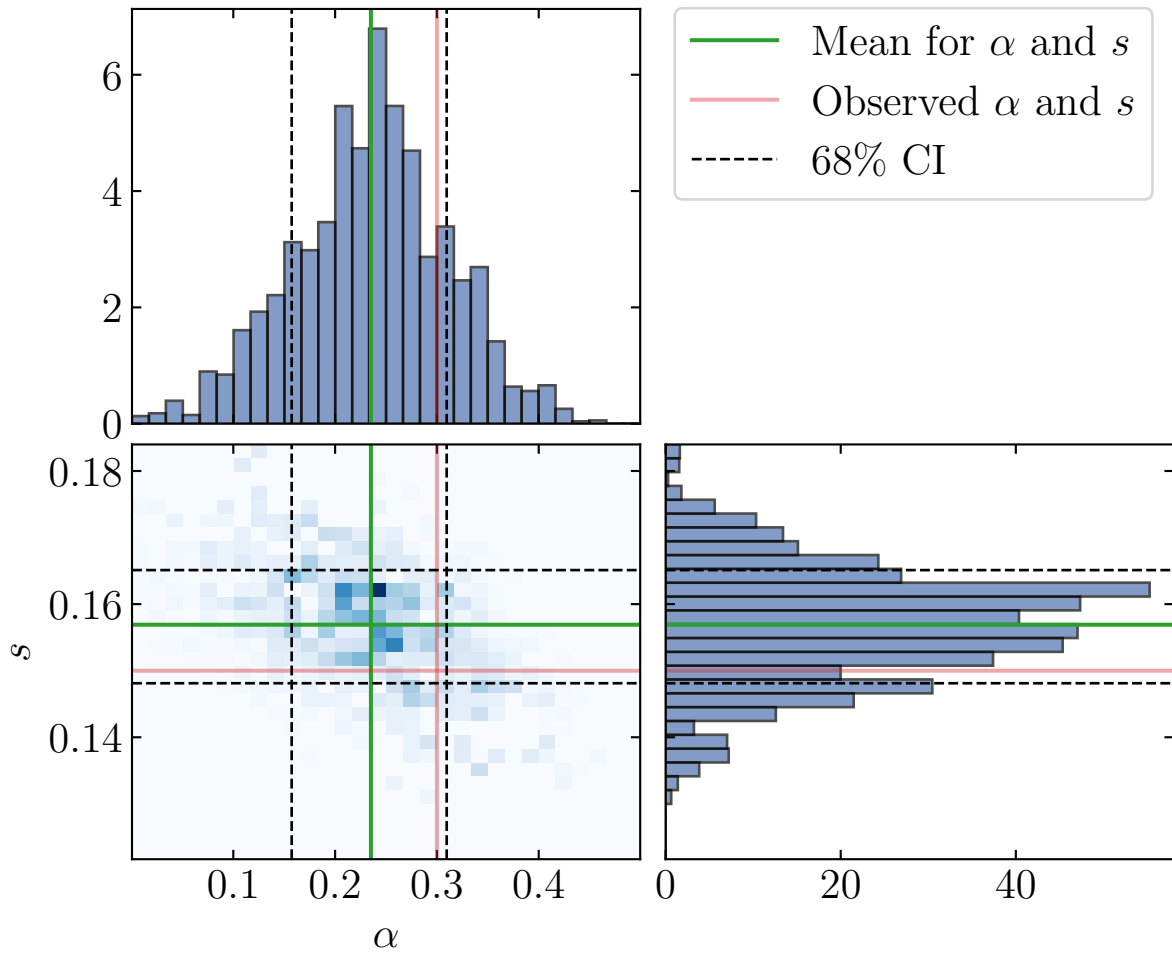 6
4
2
0
Mean for α and s
Observed α and s
68% CI
0.18
0.16
0.14
s
0.1 0.2 0.3 0.4
α
0 20 40